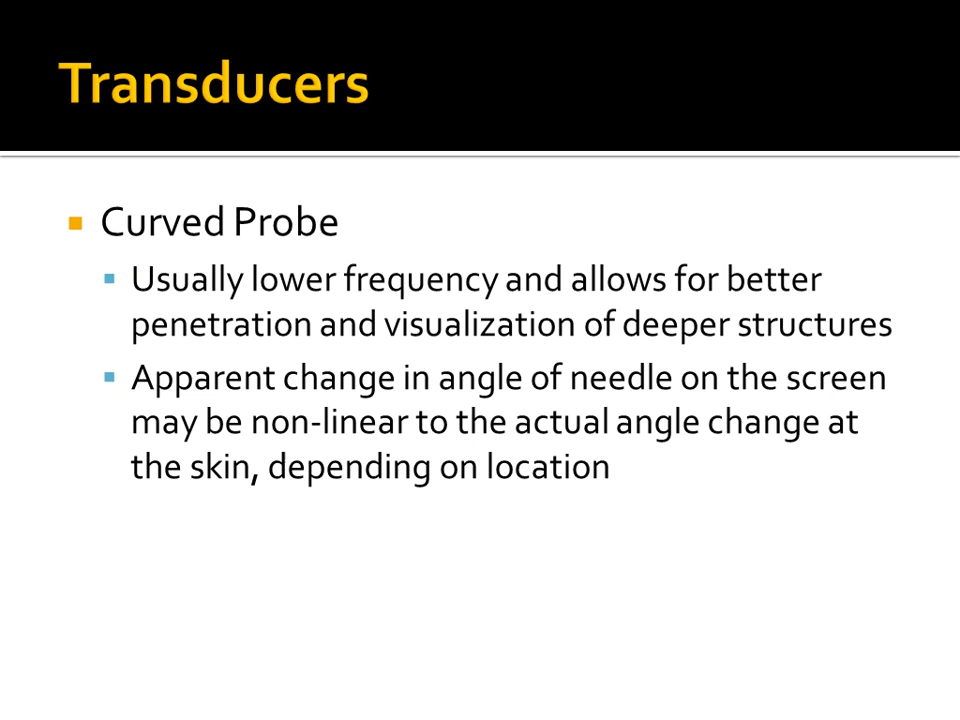 Transducers
Curved Probe
Usually lower frequency and allows for better
penetration and visualization of deeper structures
Apparent change in angle of needle on the screen
may be non-linear to the actual angle change at
the skin, depending on location